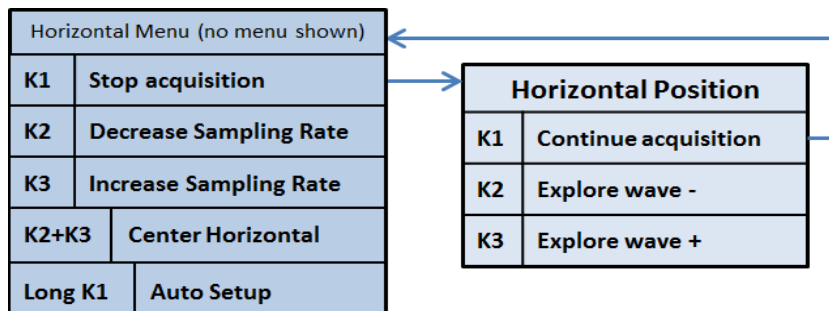 Horizontal Menu (no menu shown)
K1 Stop acquisition
K2 Decrease Sampling Rate
K3 Increase Sampling Rate
K2+K3 Center Horizontal
Long K1 Auto Setup
Horizontal Position
K1 Continue acquisition
K2 Explore wave -
K3 Explore wave +